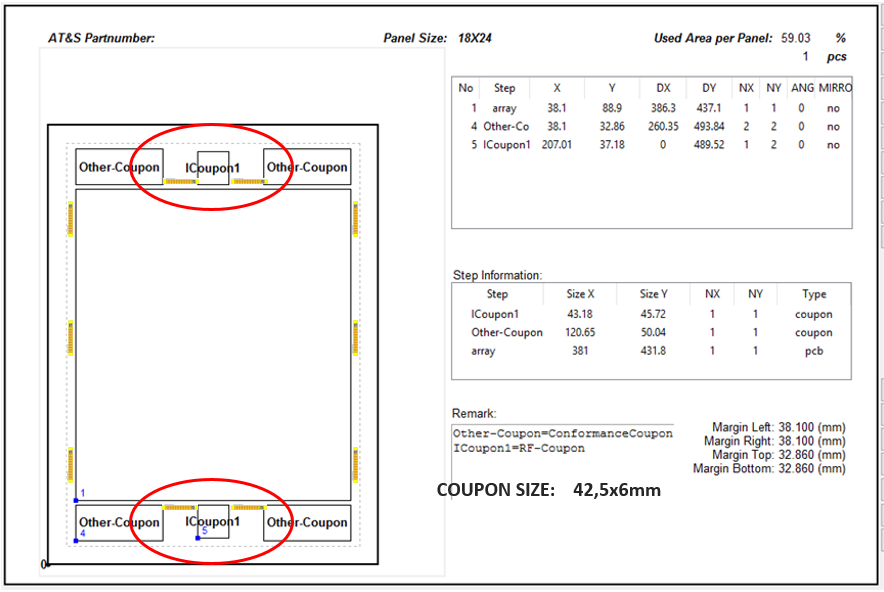 AT&S Partnumber: Panel Size: 18X24 Used Area per Panel: 59.03 %
1 pcs
No Step X Y DX DY NX NY ANG MIRRO
1 array 38.1 88.9 386.3 437.1 1 1 0 no
4 Other-Co 38.1 32.86 260.35 493.84 2 2 0 no
5 ICoupon1 207.01 37.18 0 489.52 1 2 0 no
Other-Coupon ICoupon1 Other-Coupon
1
Other-Coupon ICoupon1 Other-Coupon
4 5
0
Step Information:
Step Size X Size Y NX NY Type
ICoupon1 43.18 45.72 1 1 coupon
Other-Coupon 120.65 50.04 1 1 coupon
array 381 431.8 1 1 pcb
Remark:
Other-Coupon=ConformanceCoupon
ICoupon1=RF-Coupon
Margin Left: 38.100 (mm)
Margin Right: 38.100 (mm)
Margin Top: 32.860 (mm)
Margin Bottom: 32.860 (mm)
COUPON SIZE: 42,5x6mm